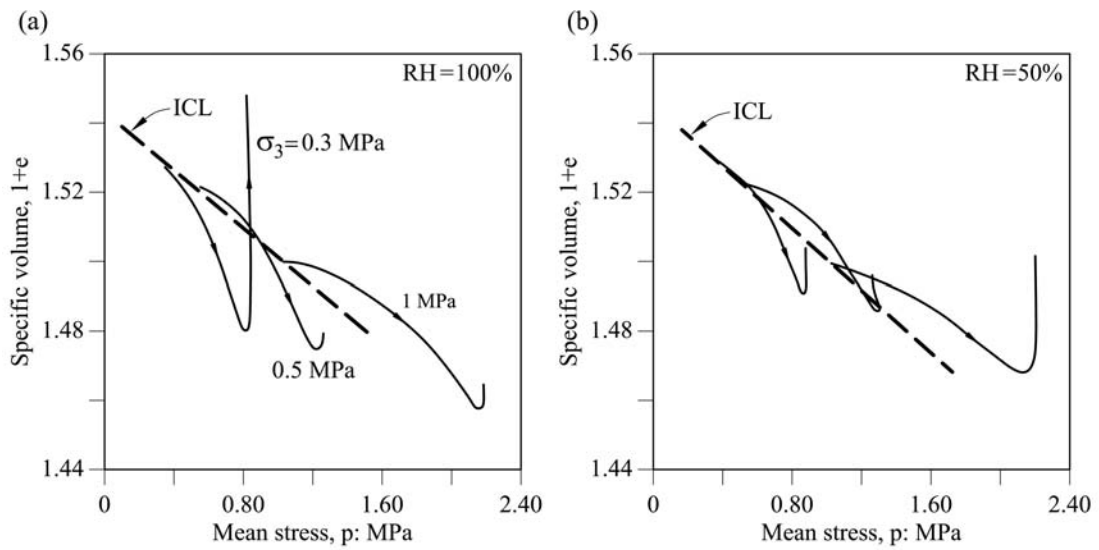 (a)
1.56
RH=100%
ICL
σ3=0.3 MPa
1.52
Specific volume, 1+e
1 MPa
1.48
0.5 MPa
1.44
0 0.80 1.60 2.40
Mean stress, p: MPa
(b)
1.56
RH=50%
ICL
1.52
Specific volume, 1+e
1.48
1.44
0 0.80 1.60 2.40
Mean stress, p: MPa